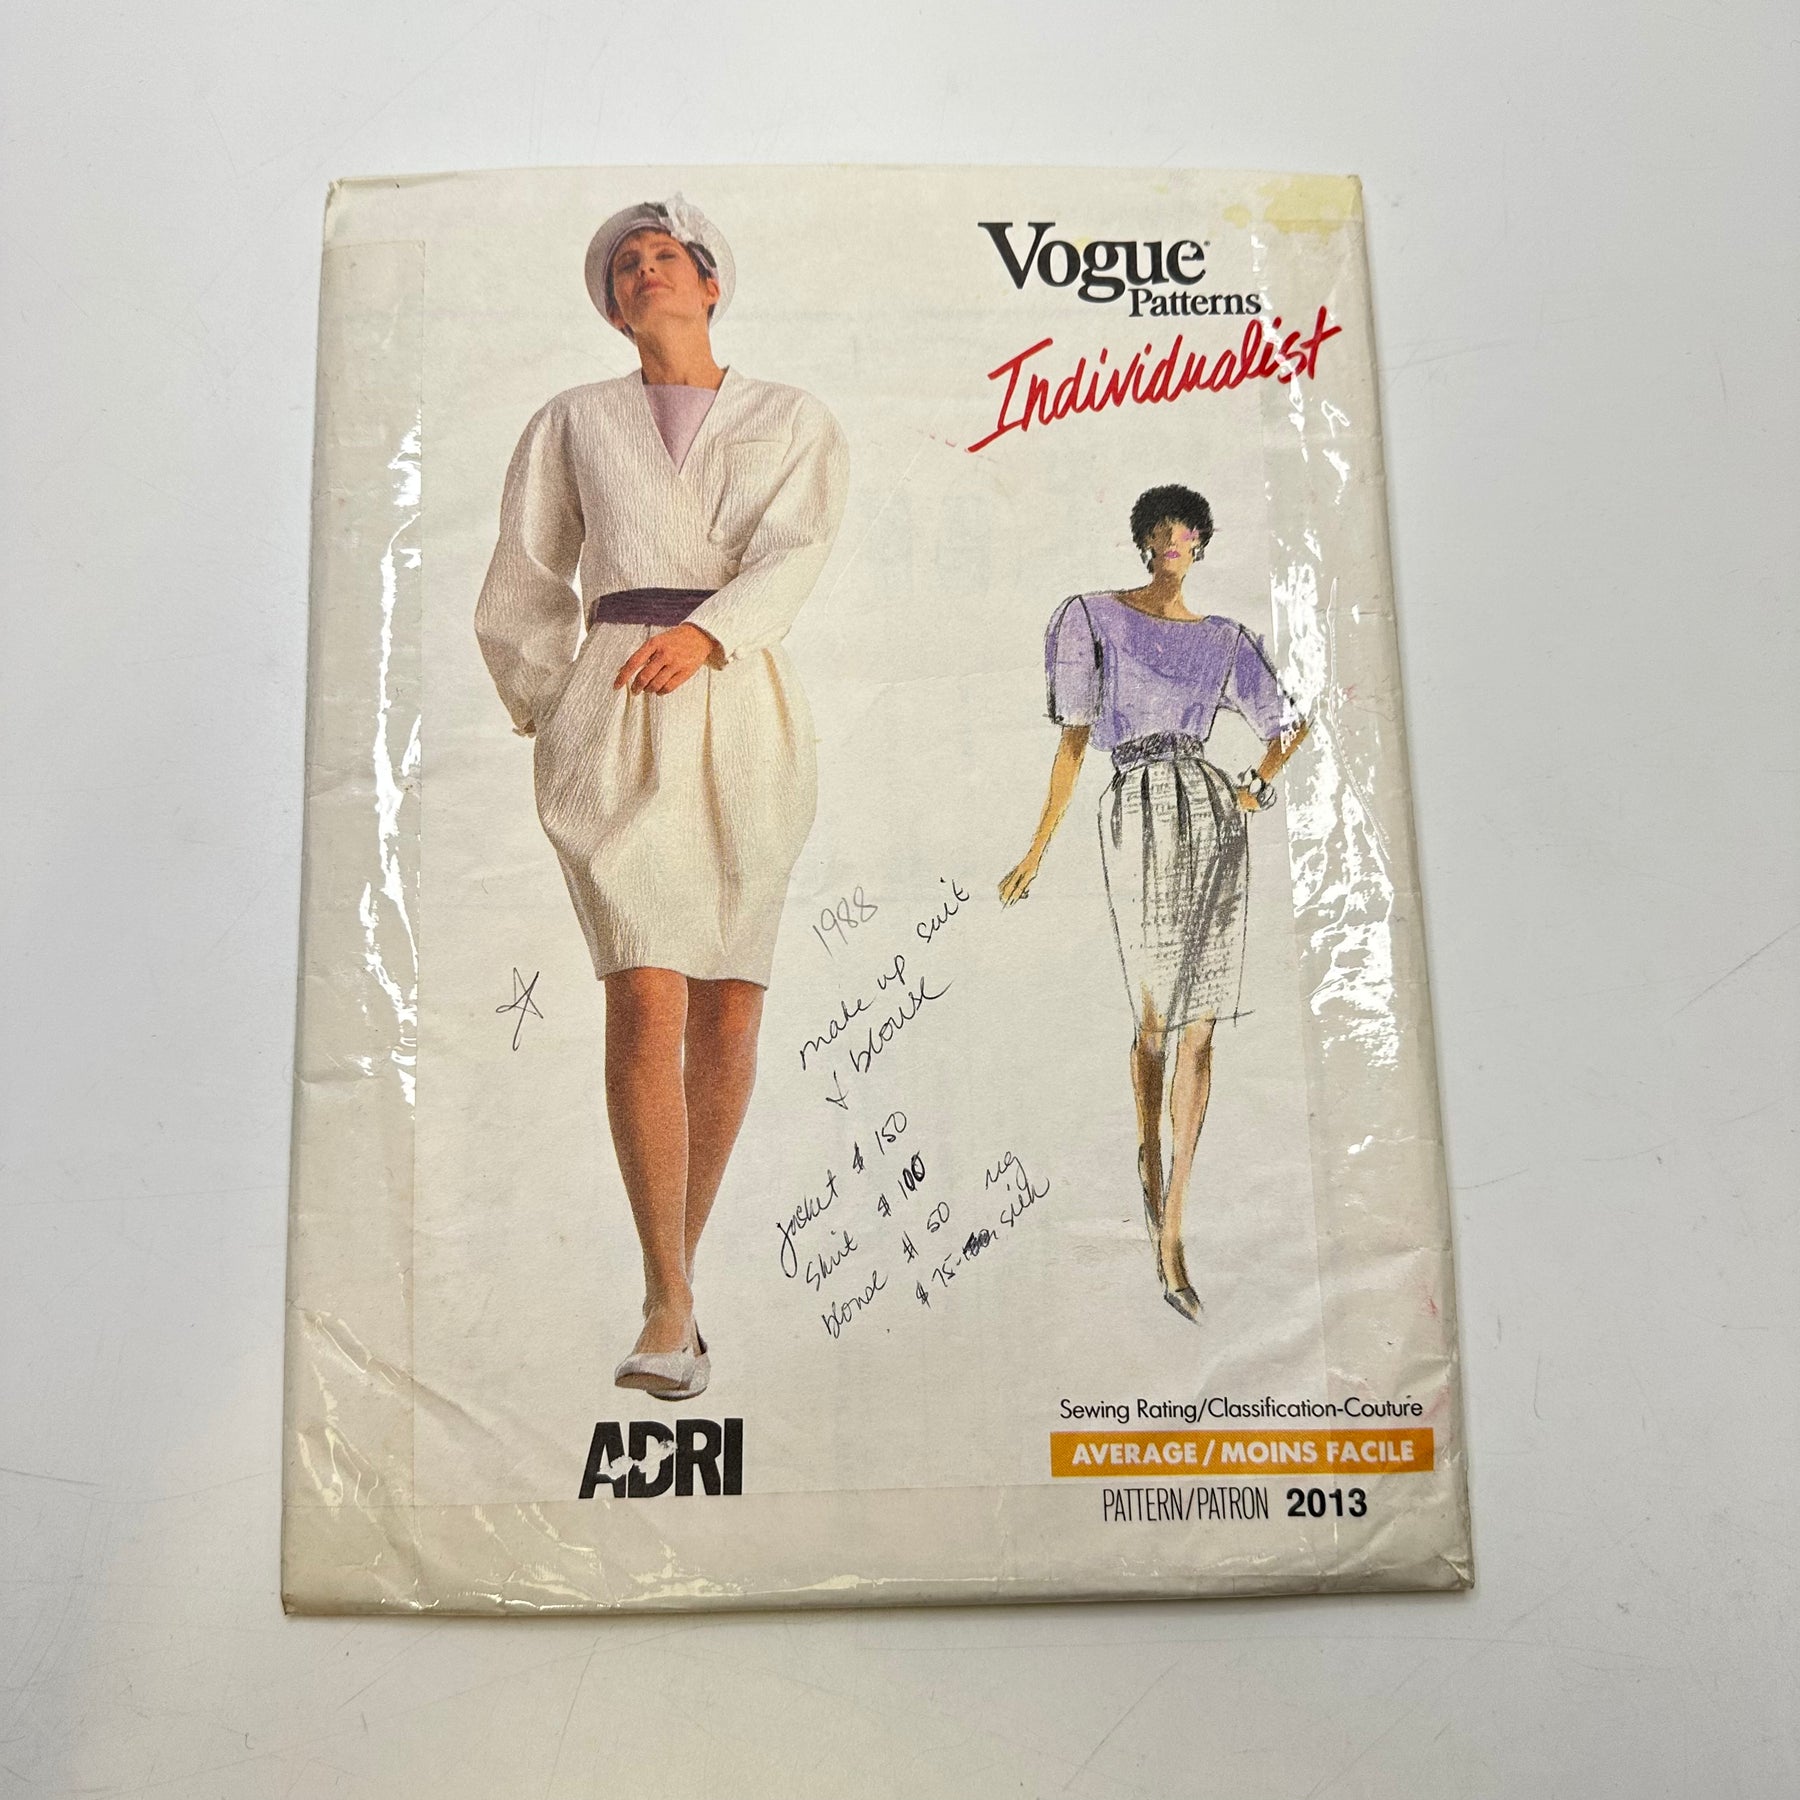 Vogue
Patterns
Individualist
1988
make up suit
& blouse
jacket $150
skirt $100
blouse $50 reg
$75- silk
ADRI
Sewing Rating/Classification-Couture
AVERAGE/MOINS FACILE
PATTERN/PATRON 2013